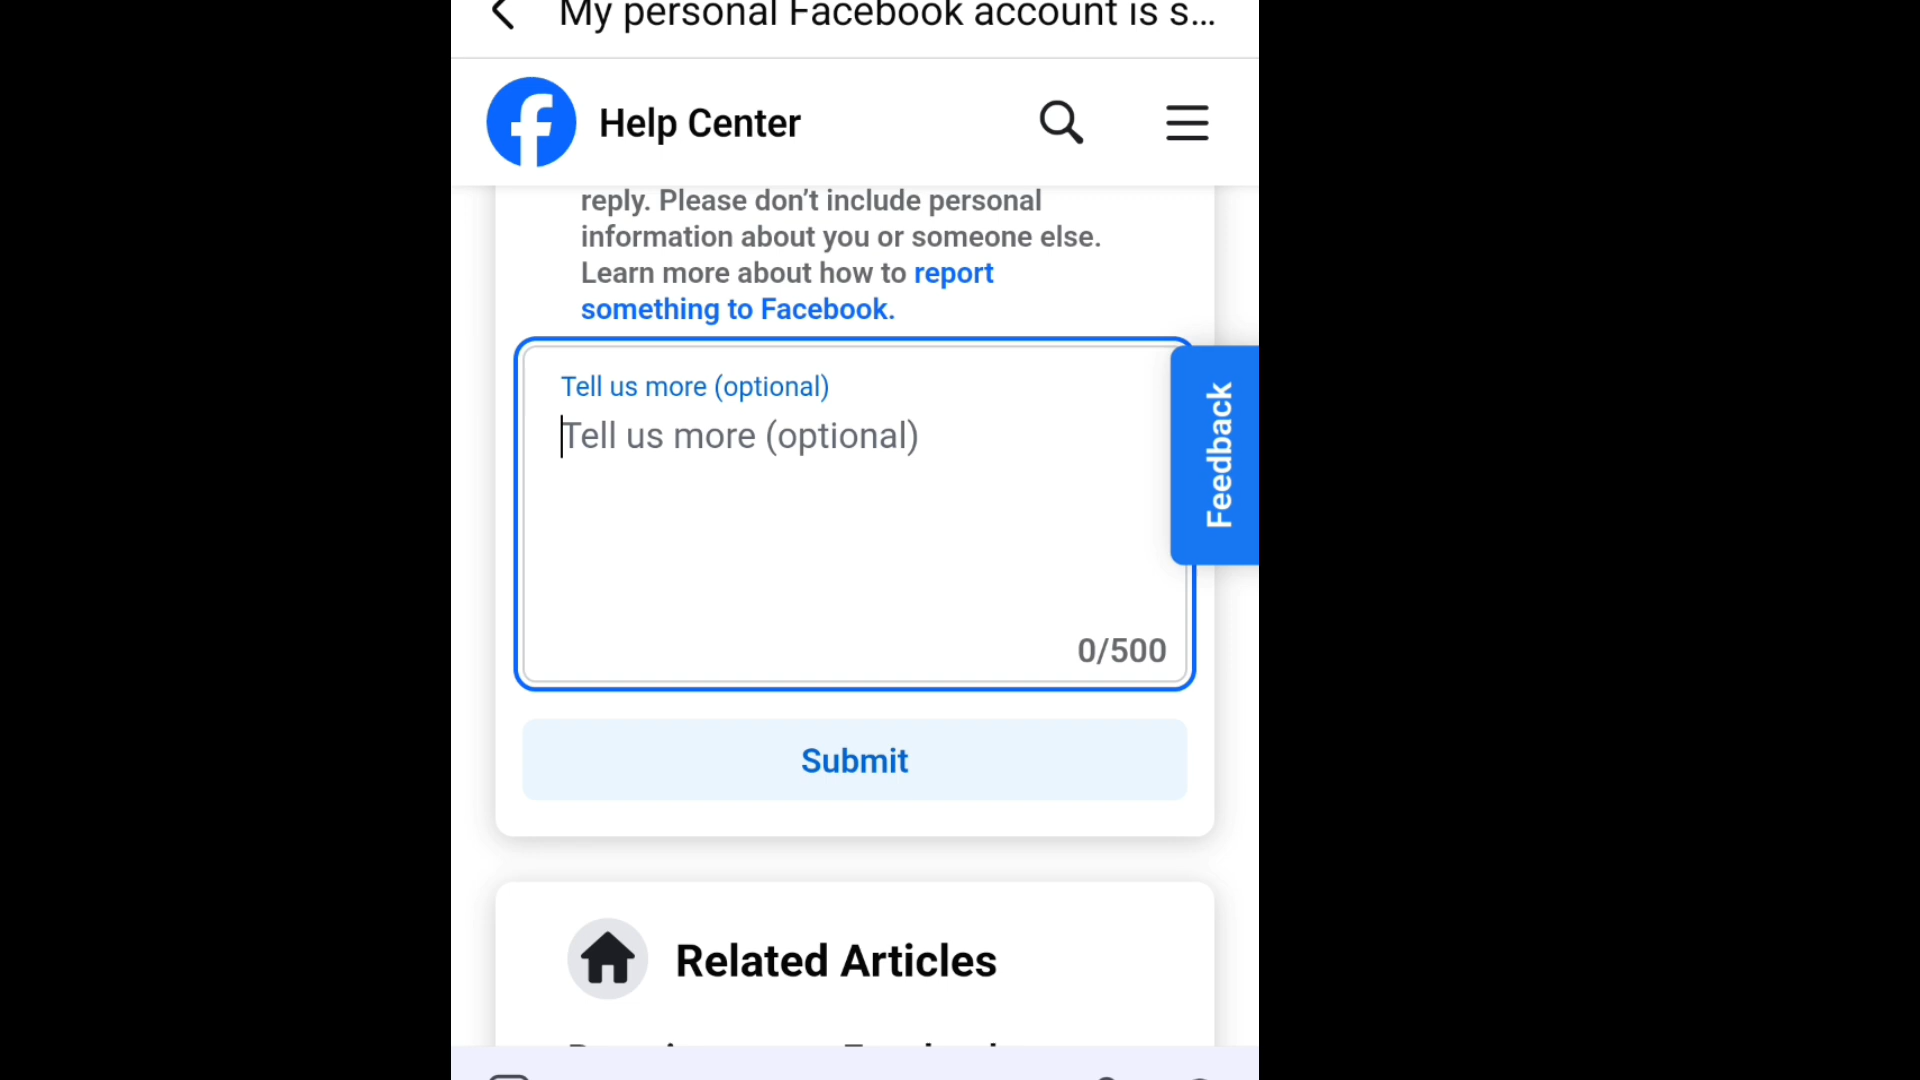 My personal Facebook account is s...
Help Center
reply. Please don’t include personal
information about you or someone else.
Learn more about how to report
something to Facebook.
Tell us more (optional)
Tell us more (optional)
Feedback
0/500
Submit
Related Articles